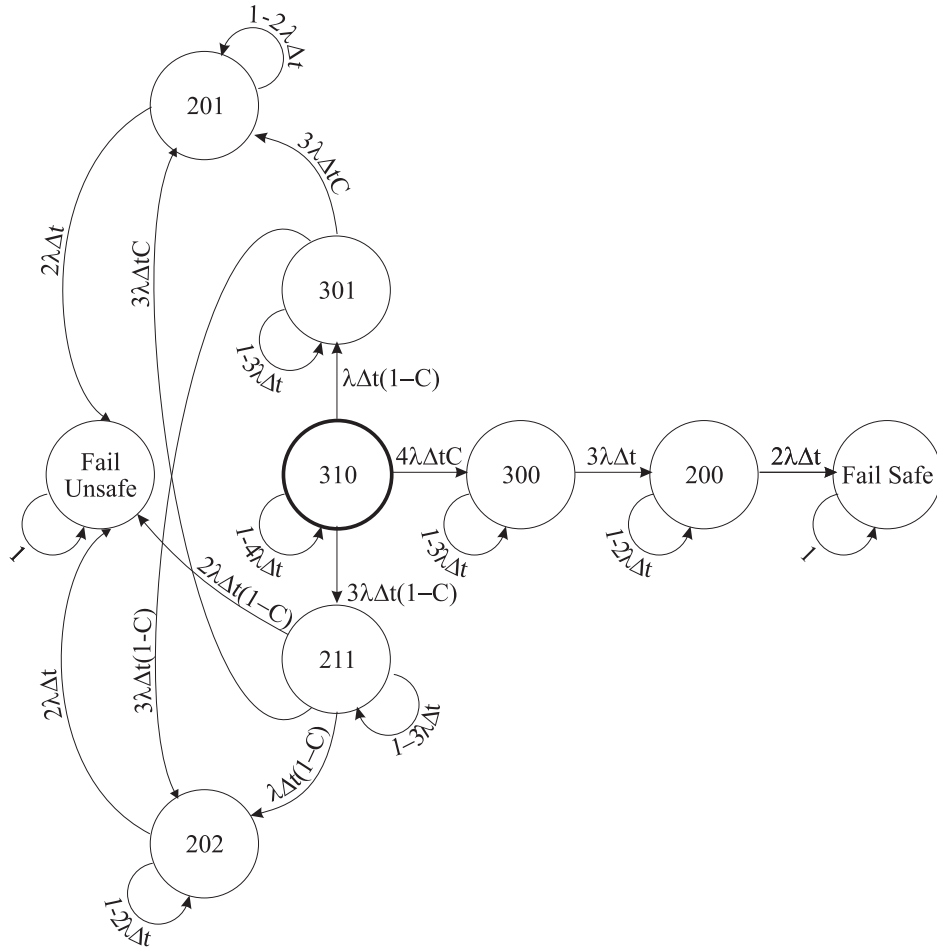 1-2λΔt
201
3λΔtC
2λΔt
3λΔtC
301
1-3λΔt
λΔt(1–C)
Fail
Unsafe
1
310
1-4λΔt
4λΔtC
300
1-3λΔt
3λΔt
200
1-2λΔt
2λΔt
Fail Safe
1
3λΔt(1–C)
2λΔt(1–C)
211
1–3λΔt
3λΔt(1-C)
2λΔt
λΔt(1–C)
202
1-2λΔt